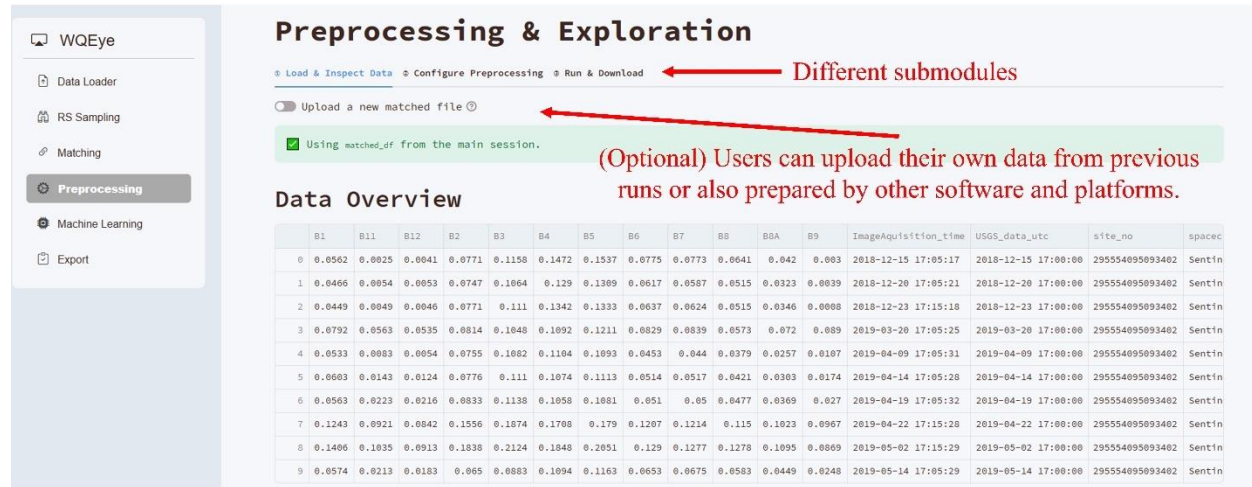 WQEye
Data Loader
RS Sampling
Matching
Preprocessing
Machine Learning
Export
Preprocessing & Exploration
① Load & Inspect Data ② Configure Preprocessing ③ Run & Download
Different submodules
Upload a new matched file
Using matched_df from the main session.
(Optional) Users can upload their own data from previous
runs or also prepared by other software and platforms.
Data Overview
B1 B11 B12 B2 B3 B4 B5 B6 B7 B8 B8A B9 ImageAquisition_time USGS_data_utc site_no spacec
0 0.0562 0.0025 0.0041 0.0771 0.1158 0.1472 0.1537 0.0775 0.0773 0.0641 0.042 0.003 2018-12-15 17:05:17 2018-12-15 17:00:00 295554095093402 Sentin
1 0.0466 0.0054 0.0053 0.0747 0.1064 0.129 0.1309 0.0617 0.0587 0.0515 0.0323 0.0039 2018-12-20 17:05:21 2018-12-20 17:00:00 295554095093402 Sentin
2 0.0449 0.0049 0.0046 0.0771 0.111 0.1342 0.1333 0.0637 0.0624 0.0515 0.0346 0.0008 2018-12-23 17:15:18 2018-12-23 17:00:00 295554095093402 Sentin
3 0.0792 0.0563 0.0535 0.0814 0.1048 0.1092 0.1211 0.0829 0.0839 0.0573 0.072 0.089 2019-03-20 17:05:25 2019-03-20 17:00:00 295554095093402 Sentin
4 0.0533 0.0083 0.0054 0.0755 0.1082 0.1104 0.1093 0.0453 0.044 0.0379 0.0257 0.0107 2019-04-09 17:05:31 2019-04-09 17:00:00 295554095093402 Sentin
5 0.0603 0.0143 0.0124 0.0776 0.111 0.1074 0.1113 0.0514 0.0517 0.0421 0.0303 0.0174 2019-04-14 17:05:28 2019-04-14 17:00:00 295554095093402 Sentin
6 0.0563 0.0223 0.0216 0.0833 0.1138 0.1058 0.1081 0.051 0.05 0.0477 0.0369 0.027 2019-04-19 17:05:32 2019-04-19 17:00:00 295554095093402 Sentin
7 0.1243 0.0921 0.0842 0.1556 0.1874 0.1708 0.179 0.1207 0.1214 0.115 0.1023 0.0967 2019-04-22 17:15:28 2019-04-22 17:00:00 295554095093402 Sentin
8 0.1406 0.1035 0.0913 0.1838 0.2124 0.1848 0.2051 0.129 0.1277 0.1278 0.1095 0.0869 2019-05-02 17:15:29 2019-05-02 17:00:00 295554095093402 Sentin
9 0.0574 0.0213 0.0183 0.065 0.0883 0.1094 0.1163 0.0653 0.0675 0.0583 0.0449 0.0248 2019-05-14 17:05:29 2019-05-14 17:00:00 295554095093402 Sentin